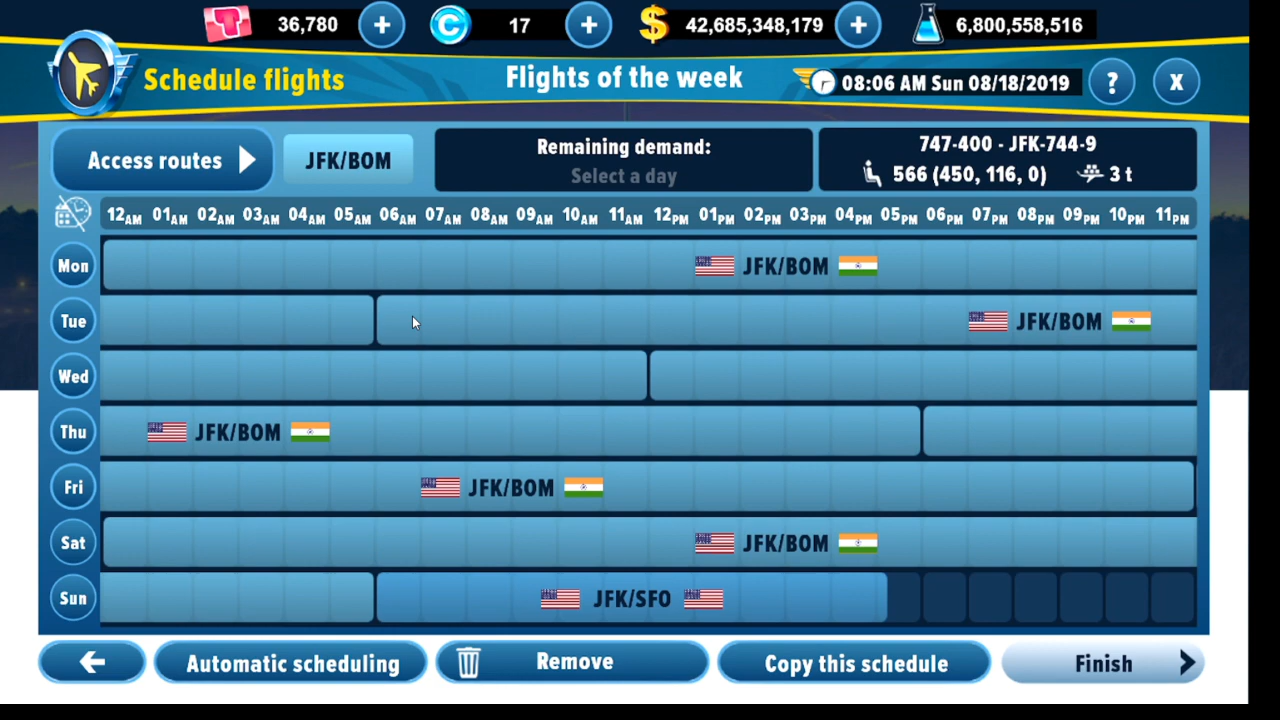 36,780 + C 17 + $ 42,685,348,179 + 6,800,558,516
Schedule flights
Flights of the week
08:06 AM Sun 08/18/2019
?
X
Access routes
JFK/BOM
Remaining demand:
Select a day
747-400 - JFK-744-9
566 (450, 116, 0) 3 t
12AM 01AM 02AM 03AM 04AM 05AM 06AM 07AM 08AM 09AM 10AM 11AM 12PM 01PM 02PM 03PM 04PM 05PM 06PM 07PM 08PM 09PM 10PM 11PM
Mon JFK/BOM
Tue JFK/BOM
Wed
Thu JFK/BOM
Fri JFK/BOM
Sat JFK/BOM
Sun JFK/SFO
Automatic scheduling
Remove
Copy this schedule
Finish